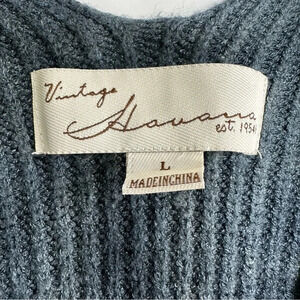 Vintage
Havana
est. 1954
L
MADEINCHINA